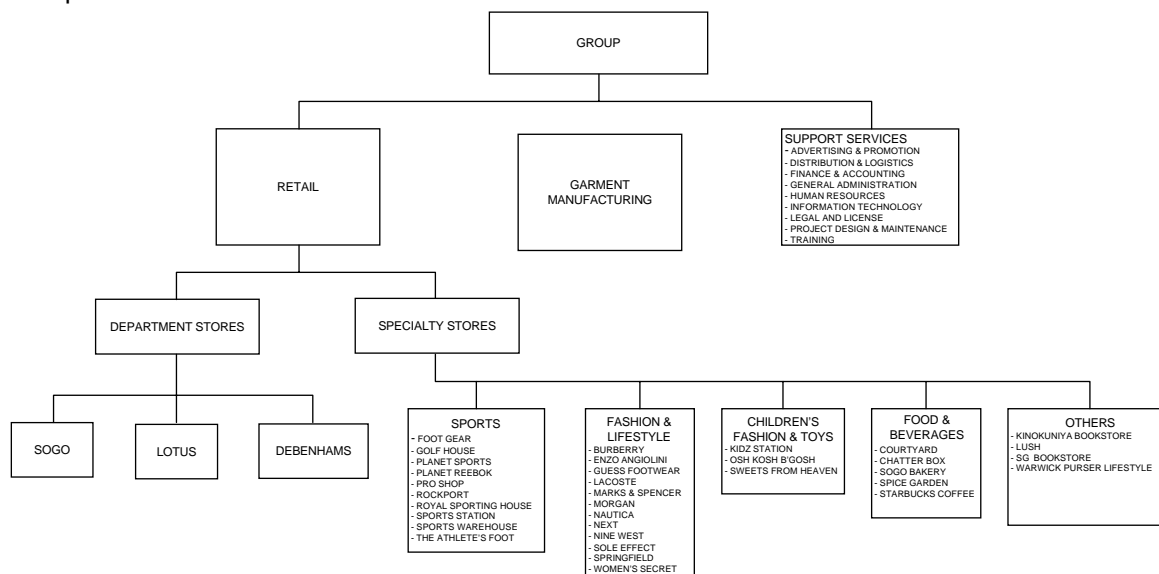 GROUP
RETAIL
GARMENT
MANUFACTURING
SUPPORT SERVICES
- ADVERTISING & PROMOTION
- DISTRIBUTION & LOGISTICS
- FINANCE & ACCOUNTING
- GENERAL ADMINISTRATION
- HUMAN RESOURCES
- INFORMATION TECHNOLOGY
- LEGAL AND LICENSE
- PROJECT DESIGN & MAINTENANCE
- TRAINING
DEPARTMENT STORES
SPECIALTY STORES
SOGO
LOTUS
DEBENHAMS
SPORTS
- FOOT GEAR
- GOLF HOUSE
- PLANET SPORTS
- PLANET REEBOK
- PRO SHOP
- ROCKPORT
- ROYAL SPORTING HOUSE
- SPORTS STATION
- SPORTS WAREHOUSE
- THE ATHLETE'S FOOT
FASHION &
LIFESTYLE
- BURBERRY
- ENZO ANGIOLINI
- GUESS FOOTWEAR
- LACOSTE
- MARKS & SPENCER
- MORGAN
- NAUTICA
- NEXT
- NINE WEST
- SOLE EFFECT
- SPRINGFIELD
- WOMEN'S SECRET
CHILDREN'S
FASHION & TOYS
- KIDZ STATION
- OSH KOSH B'GOSH
- SWEETS FROM HEAVEN
FOOD &
BEVERAGES
- COURTYARD
- CHATTER BOX
- SOGO BAKERY
- SPICE GARDEN
- STARBUCKS COFFEE
OTHERS
- KINOKUNIYA BOOKSTORE
- LUSH
- SG BOOKSTORE
- WARWICK PURSER LIFESTYLE